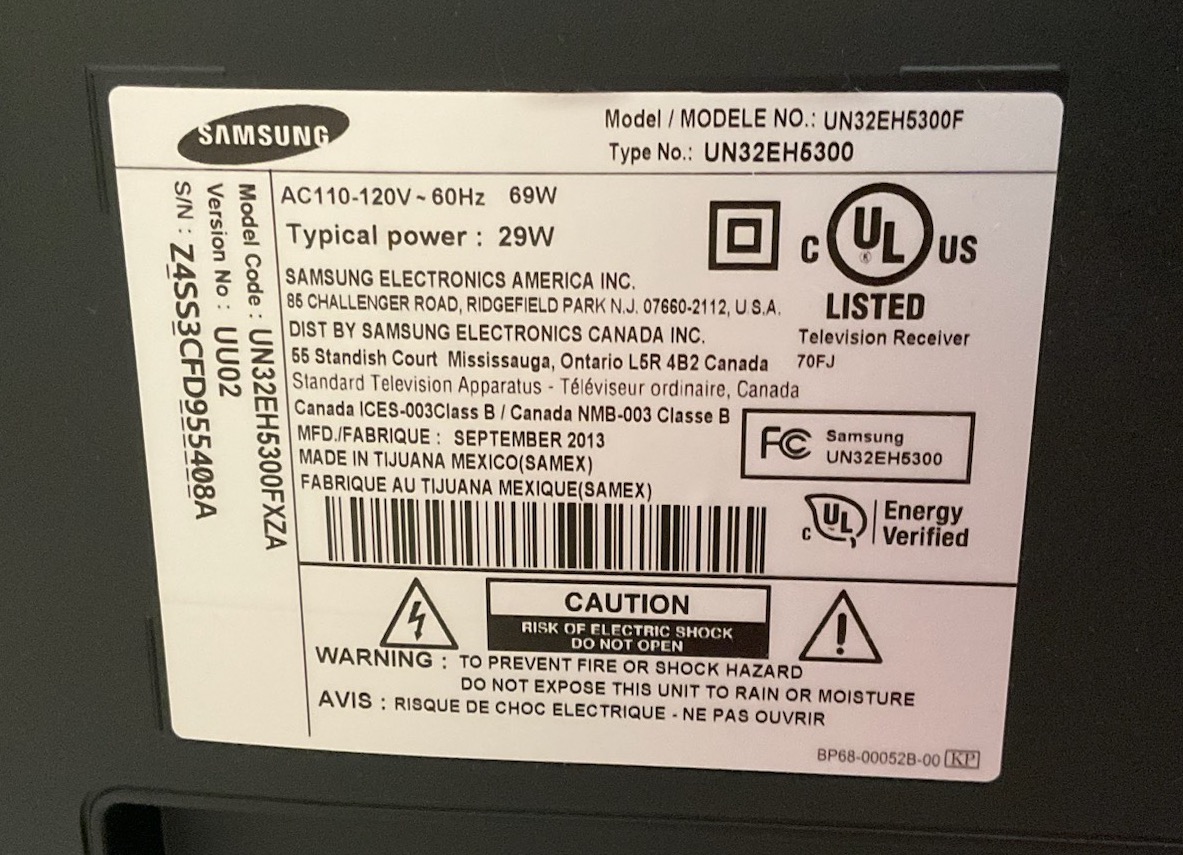 SAMSUNG
Model / MODELE NO.: UN32EH5300F
Type No.: UN32EH5300
Model Code : UN32EH5300FXZA
Version No : UU02
S/N : Z4SS3CFD955408A
AC110-120V ~ 60Hz 69W
Typical power : 29W
SAMSUNG ELECTRONICS AMERICA INC.
85 CHALLENGER ROAD, RIDGEFIELD PARK N.J. 07660-2112, U.S.A.
DIST BY SAMSUNG ELECTRONICS CANADA INC.
55 Standish Court Mississauga, Ontario L5R 4B2 Canada
Standard Television Apparatus - Téléviseur ordinaire, Canada
Canada ICES-003Class B / Canada NMB-003 Classe B
MFD./FABRIQUE : SEPTEMBER 2013
MADE IN TIJUANA MEXICO(SAMEX)
FABRIQUE AU TIJUANA MEXIQUE(SAMEX)
C UL ® US
LISTED
Television Receiver
70FJ
FC Samsung
UN32EH5300
C UL Energy
Verified
CAUTION
RISK OF ELECTRIC SHOCK
DO NOT OPEN
!
WARNING : TO PREVENT FIRE OR SHOCK HAZARD
DO NOT EXPOSE THIS UNIT TO RAIN OR MOISTURE
AVIS : RISQUE DE CHOC ELECTRIQUE - NE PAS OUVRIR
BP68-00052B-00 KP